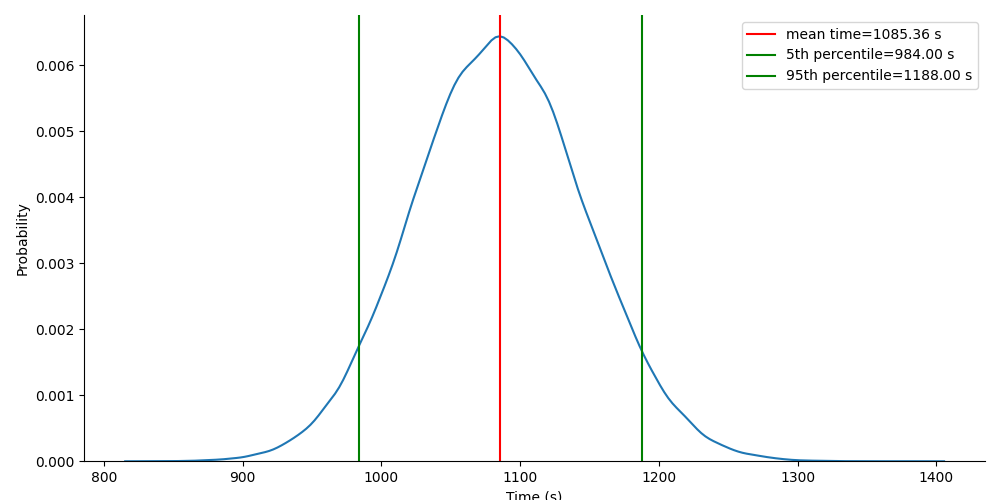 mean time=1085.36 s
5th percentile=984.00 s
95th percentile=1188.00 s
0.006
0.005
0.004
0.003
0.002
0.001
0.000
Probability
800 900 1000 1100 1200 1300 1400
Time (s)